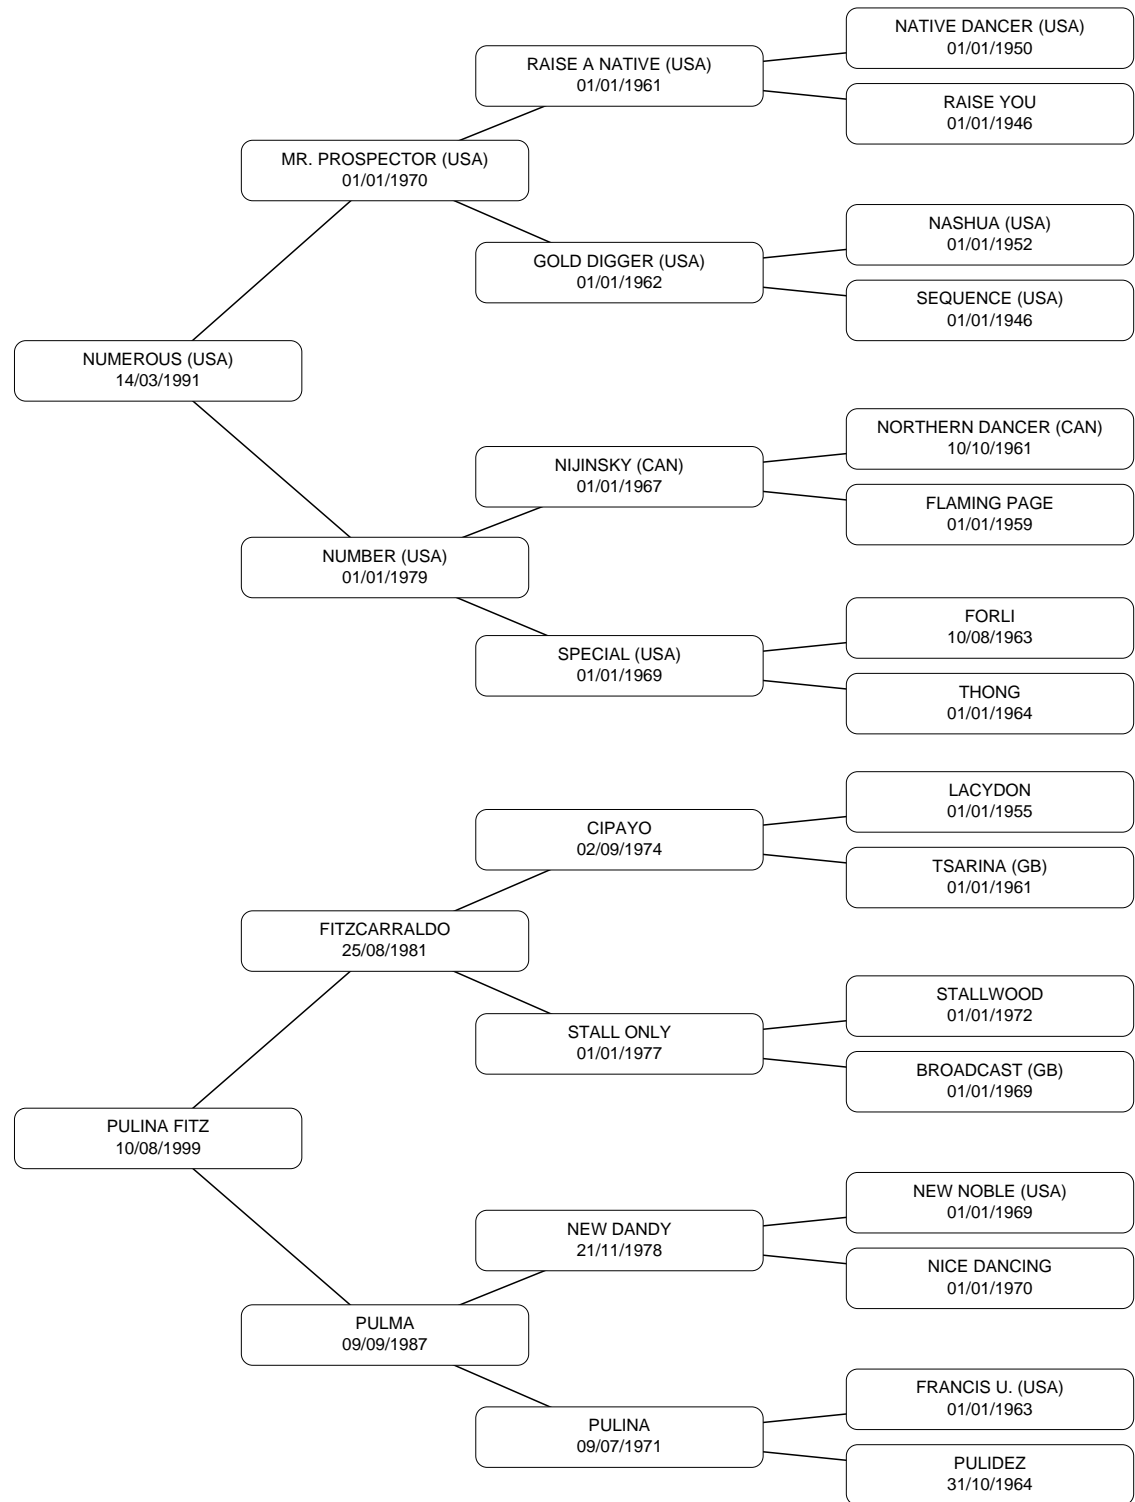 NATIVE DANCER (USA)
01/01/1950
RAISE A NATIVE (USA)
01/01/1961
RAISE YOU
01/01/1946
MR. PROSPECTOR (USA)
01/01/1970
NASHUA (USA)
01/01/1952
GOLD DIGGER (USA)
01/01/1962
SEQUENCE (USA)
01/01/1946
NUMEROUS (USA)
14/03/1991
NORTHERN DANCER (CAN)
10/10/1961
NIJINSKY (CAN)
01/01/1967
FLAMING PAGE
01/01/1959
NUMBER (USA)
01/01/1979
FORLI
10/08/1963
SPECIAL (USA)
01/01/1969
THONG
01/01/1964
LACYDON
01/01/1955
CIPAYO
02/09/1974
TSARINA (GB)
01/01/1961
FITZCARRALDO
25/08/1981
STALLWOOD
01/01/1972
STALL ONLY
01/01/1977
BROADCAST (GB)
01/01/1969
PULINA FITZ
10/08/1999
NEW NOBLE (USA)
01/01/1969
NEW DANDY
21/11/1978
NICE DANCING
01/01/1970
PULMA
09/09/1987
FRANCIS U. (USA)
01/01/1963
PULINA
09/07/1971
PULIDEZ
31/10/1964